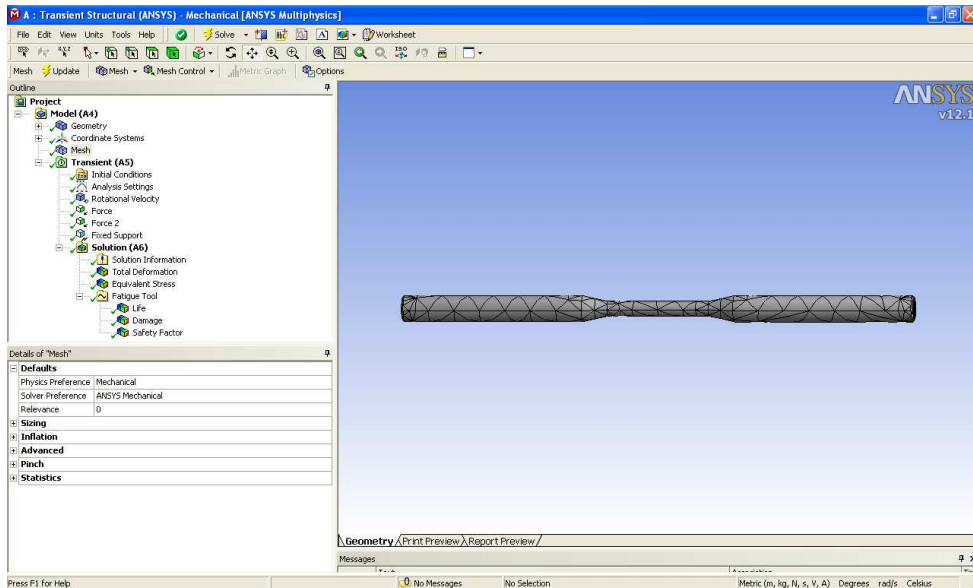 A : Transient Structural (ANSYS) - Mechanical [ANSYS Multiphysics]
File Edit View Units Tools Help Solve Worksheet
Mesh Update Mesh Mesh Control Metric Graph Options
Outline
Project
Model (A4)
Geometry
Coordinate Systems
Mesh
Transient (A5)
Initial Conditions
Analysis Settings
Rotational Velocity
Force
Force 2
Fixed Support
Solution (A6)
Solution Information
Total Deformation
Equivalent Stress
Fatigue Tool
Life
Damage
Safety Factor
Details of "Mesh"
Defaults
Physics Preference Mechanical
Solver Preference ANSYS Mechanical
Relevance 0
Sizing
Inflation
Advanced
Pinch
Statistics
ANSYS
v12.1
Geometry Print Preview Report Preview
Messages
Press F1 for Help No Messages No Selection Metric (m, kg, N, s, V, A) Degrees rad/s Celsius